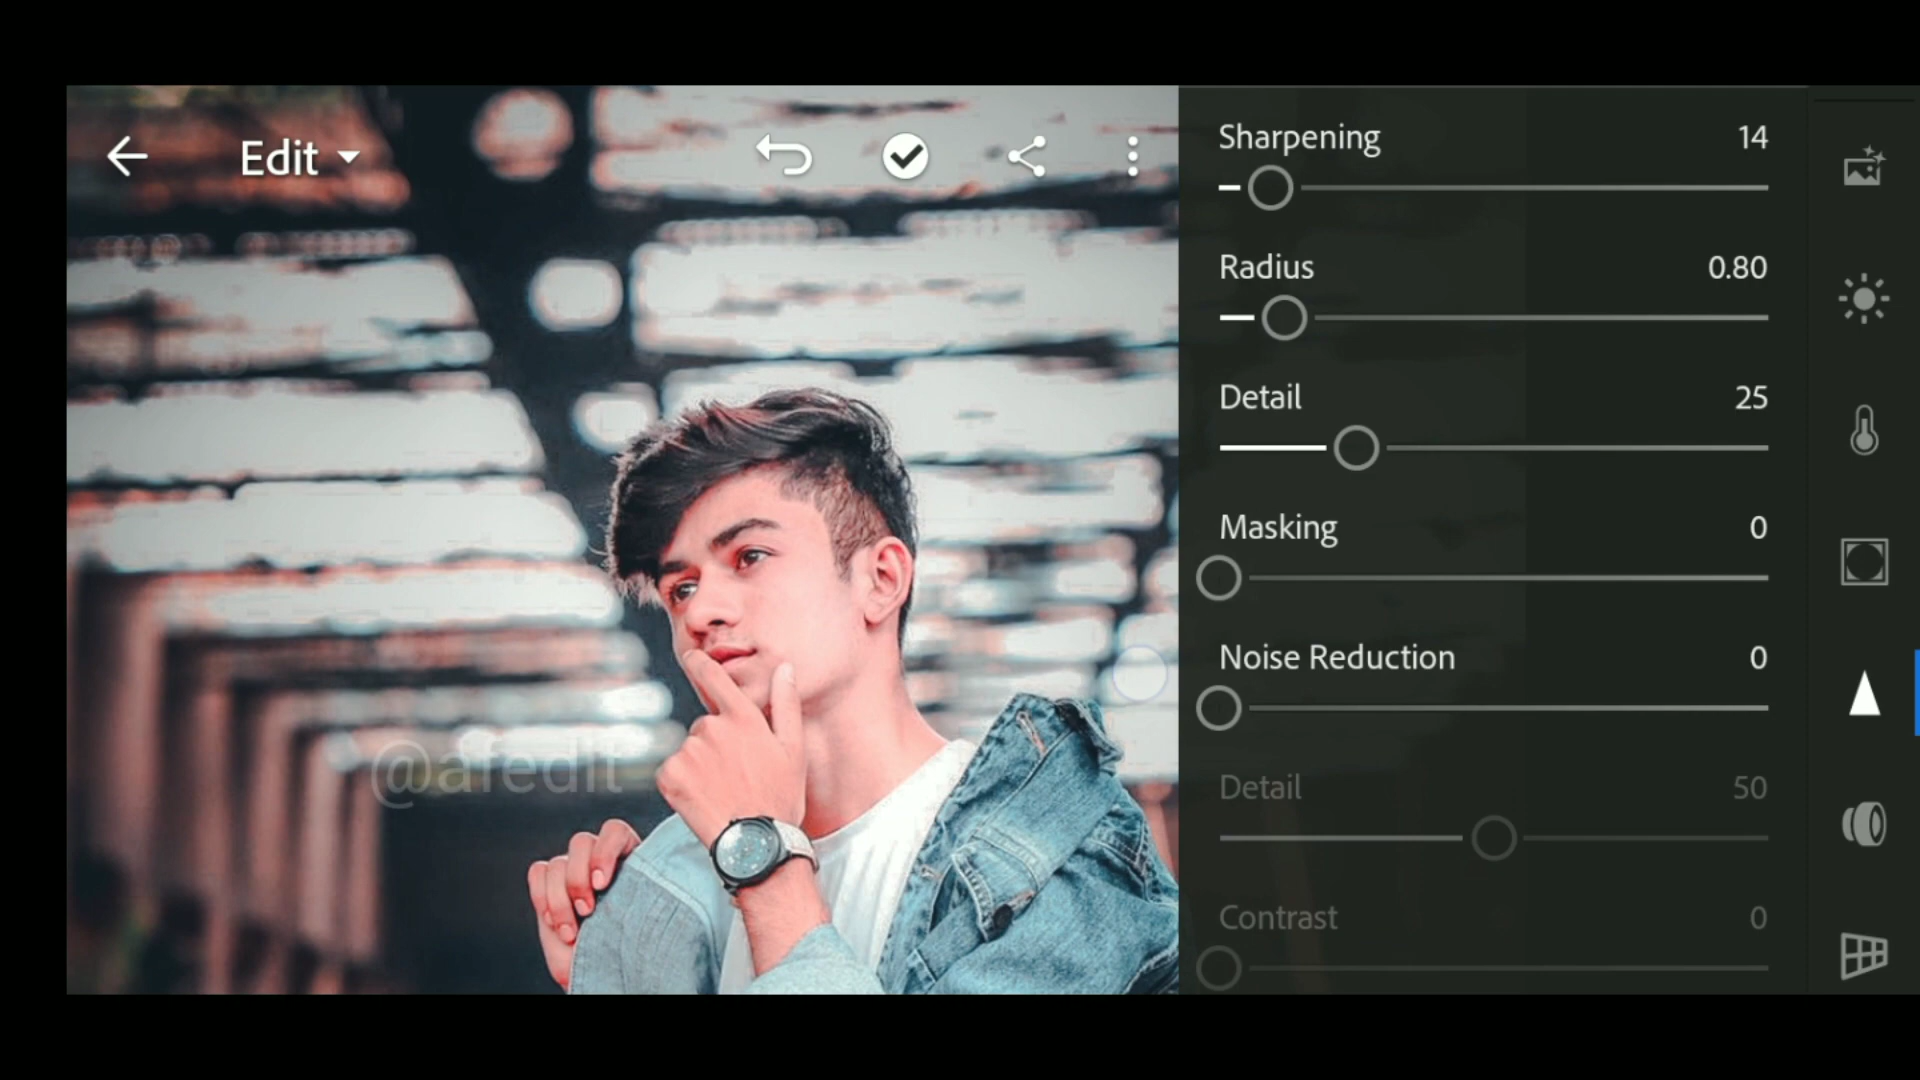 Edit
Sharpening 14
Radius 0.80
Detail 25
Masking 0
Noise Reduction 0
Detail 50
Contrast 0
@afedit